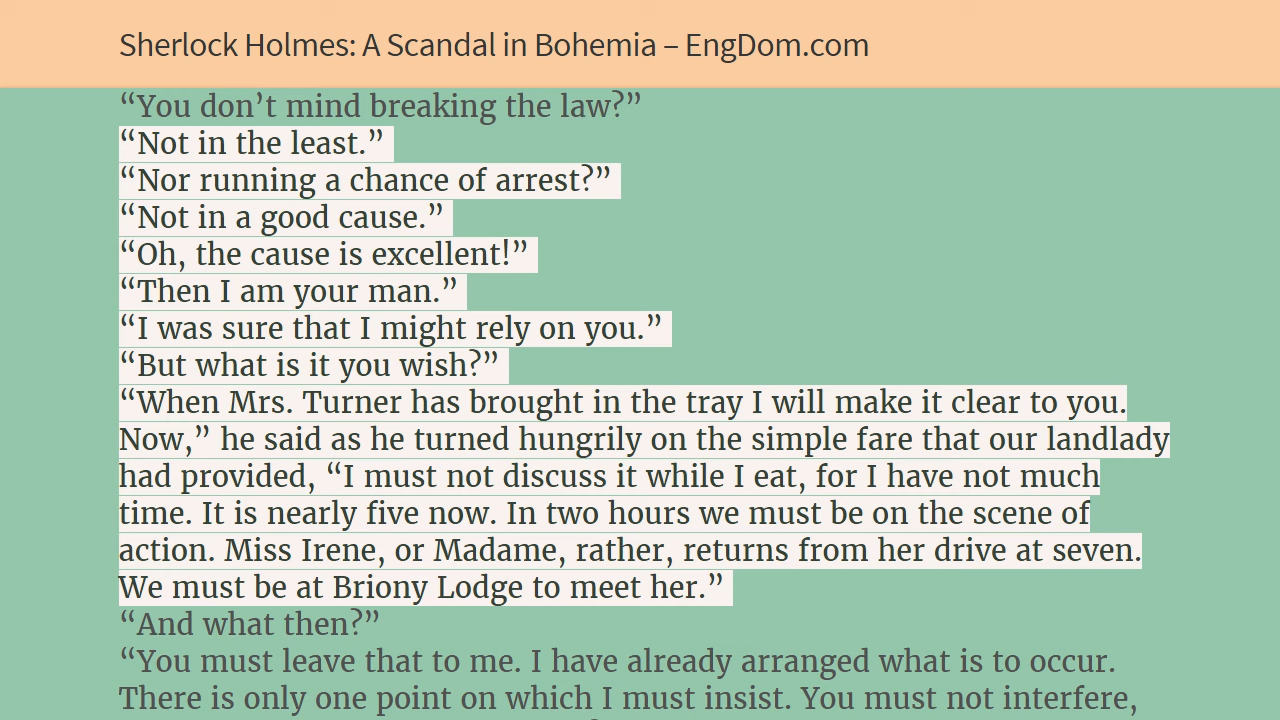 Sherlock Holmes: A Scandal in Bohemia – EngDom.com
“You don’t mind breaking the law?”
“Not in the least.”
“Nor running a chance of arrest?”
“Not in a good cause.”
“Oh, the cause is excellent!”
“Then I am your man.”
“I was sure that I might rely on you.”
“But what is it you wish?”
“When Mrs. Turner has brought in the tray I will make it clear to you.
Now,” he said as he turned hungrily on the simple fare that our landlady
had provided, “I must not discuss it while I eat, for I have not much
time. It is nearly five now. In two hours we must be on the scene of
action. Miss Irene, or Madame, rather, returns from her drive at seven.
We must be at Briony Lodge to meet her.”
“And what then?”
“You must leave that to me. I have already arranged what is to occur.
There is only one point on which I must insist. You must not interfere,